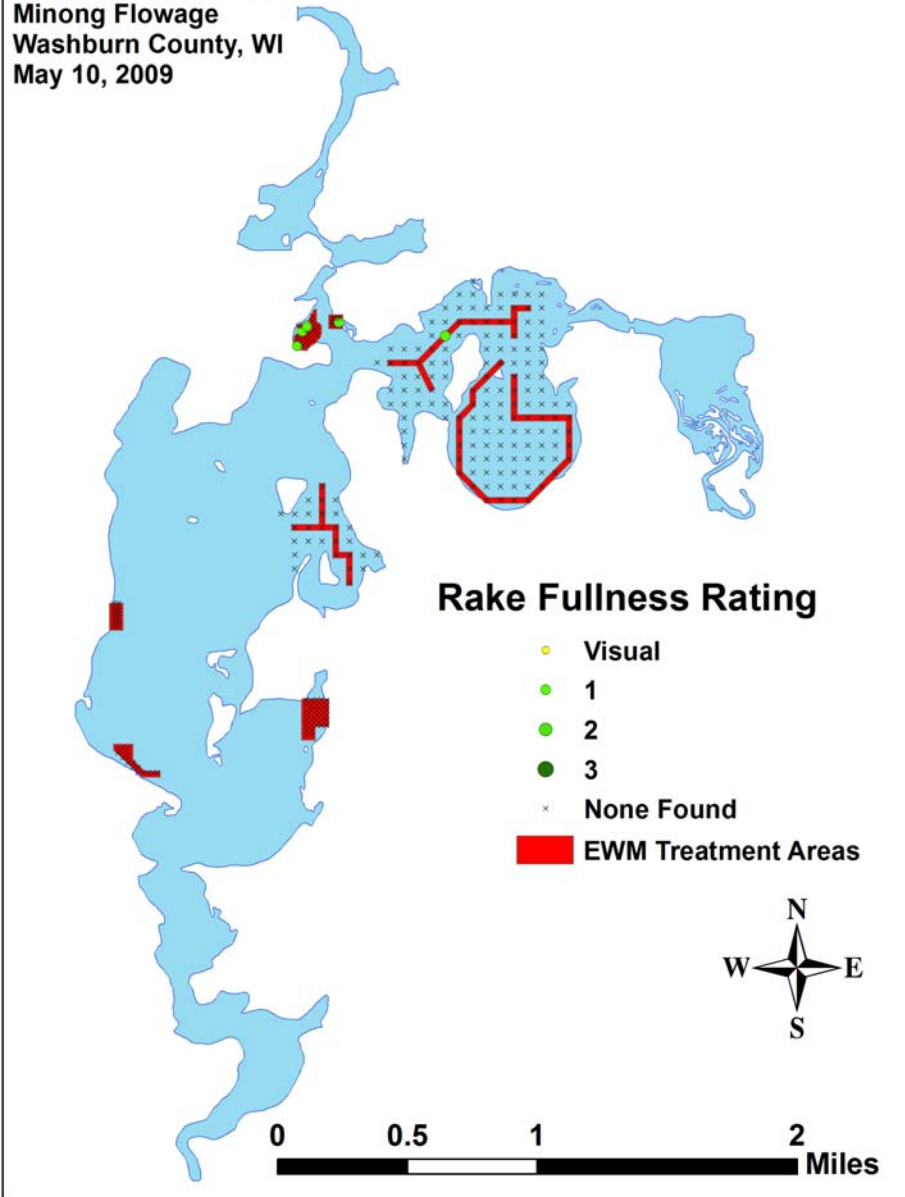 Minong Flowage
Washburn County, WI
May 10, 2009
Rake Fullness Rating
Visual
1
2
3
None Found
EWM Treatment Areas
N
W E
S
0 0.5 1 2
Miles